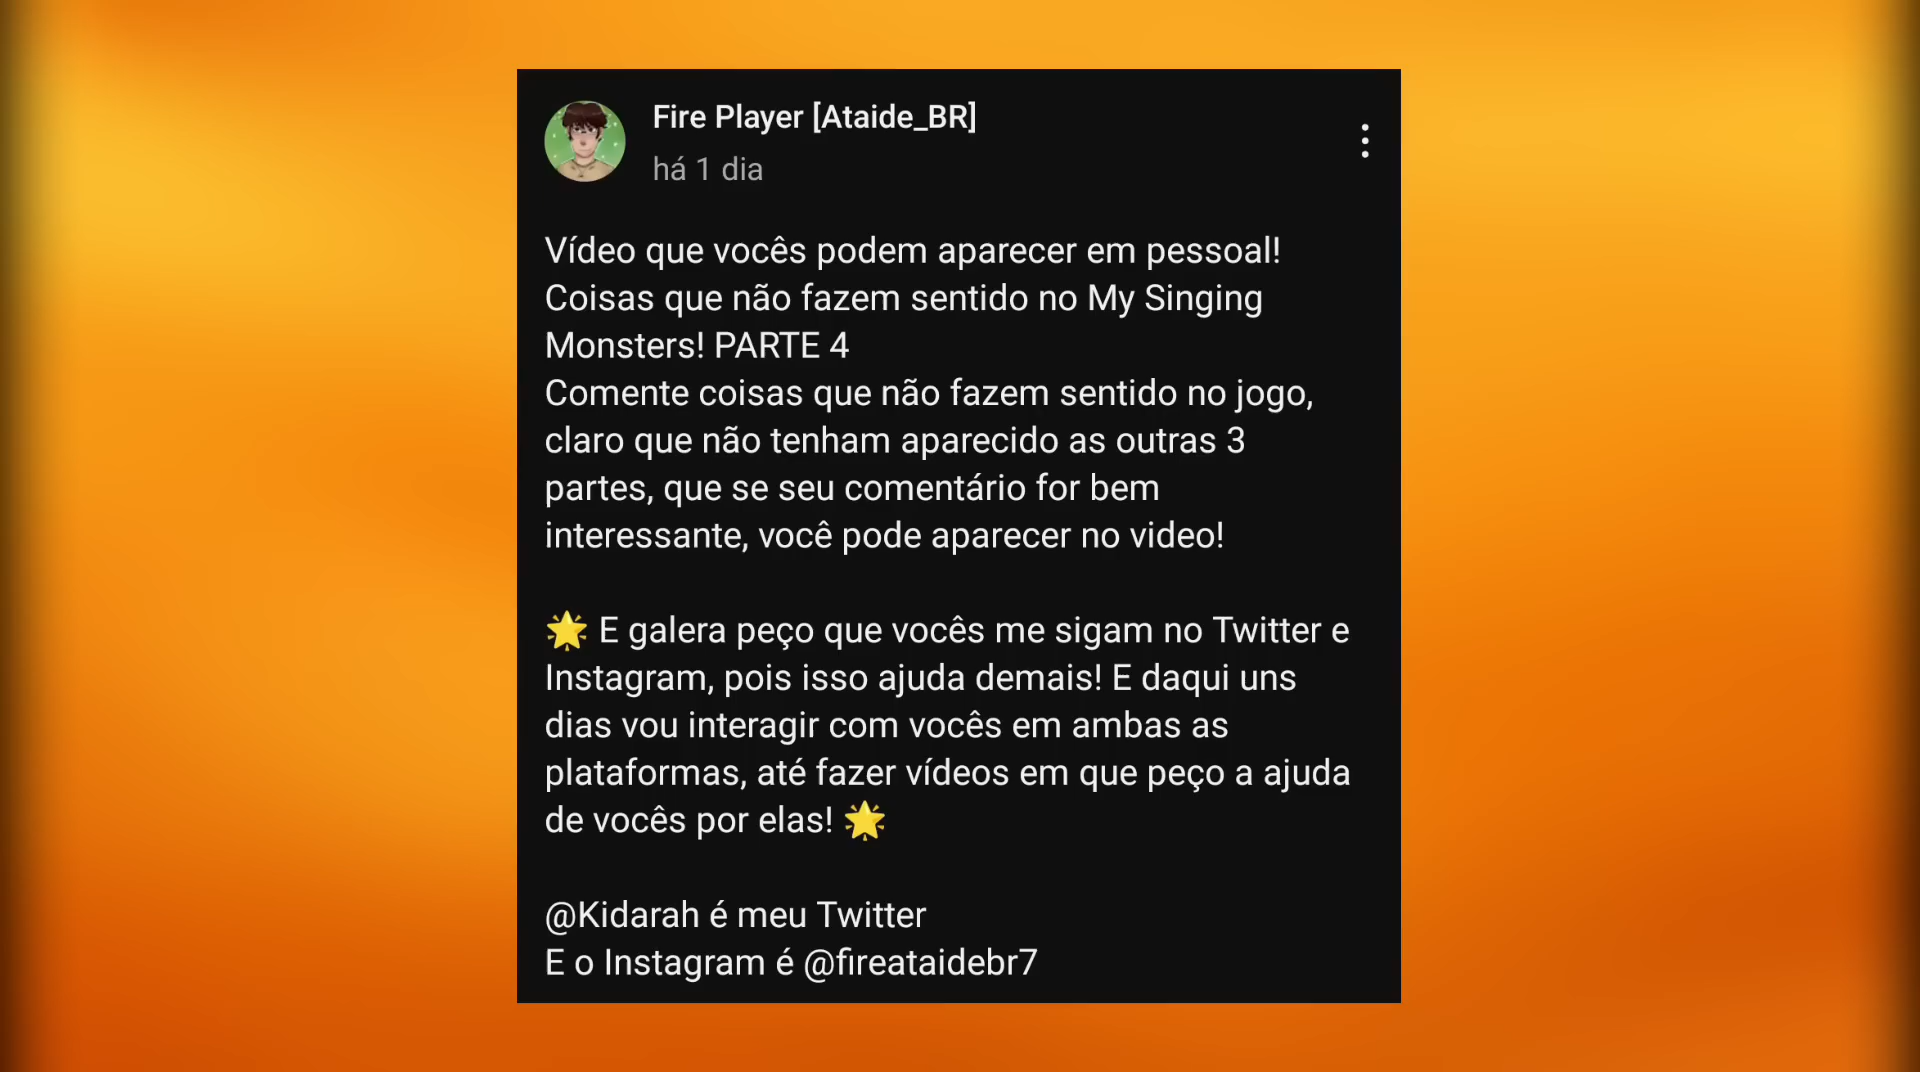 Fire Player [Ataide_BR]
há 1 dia
Vídeo que vocês podem aparecer em pessoal!
Coisas que não fazem sentido no My Singing
Monsters! PARTE 4
Comente coisas que não fazem sentido no jogo,
claro que não tenham aparecido as outras 3
partes, que se seu comentário for bem
interessante, você pode aparecer no video!
🌟 E galera peço que vocês me sigam no Twitter e
Instagram, pois isso ajuda demais! E daqui uns
dias vou interagir com vocês em ambas as
plataformas, até fazer vídeos em que peço a ajuda
de vocês por elas! 🌟
@Kidarah é meu Twitter
E o Instagram é @fireataidebr7